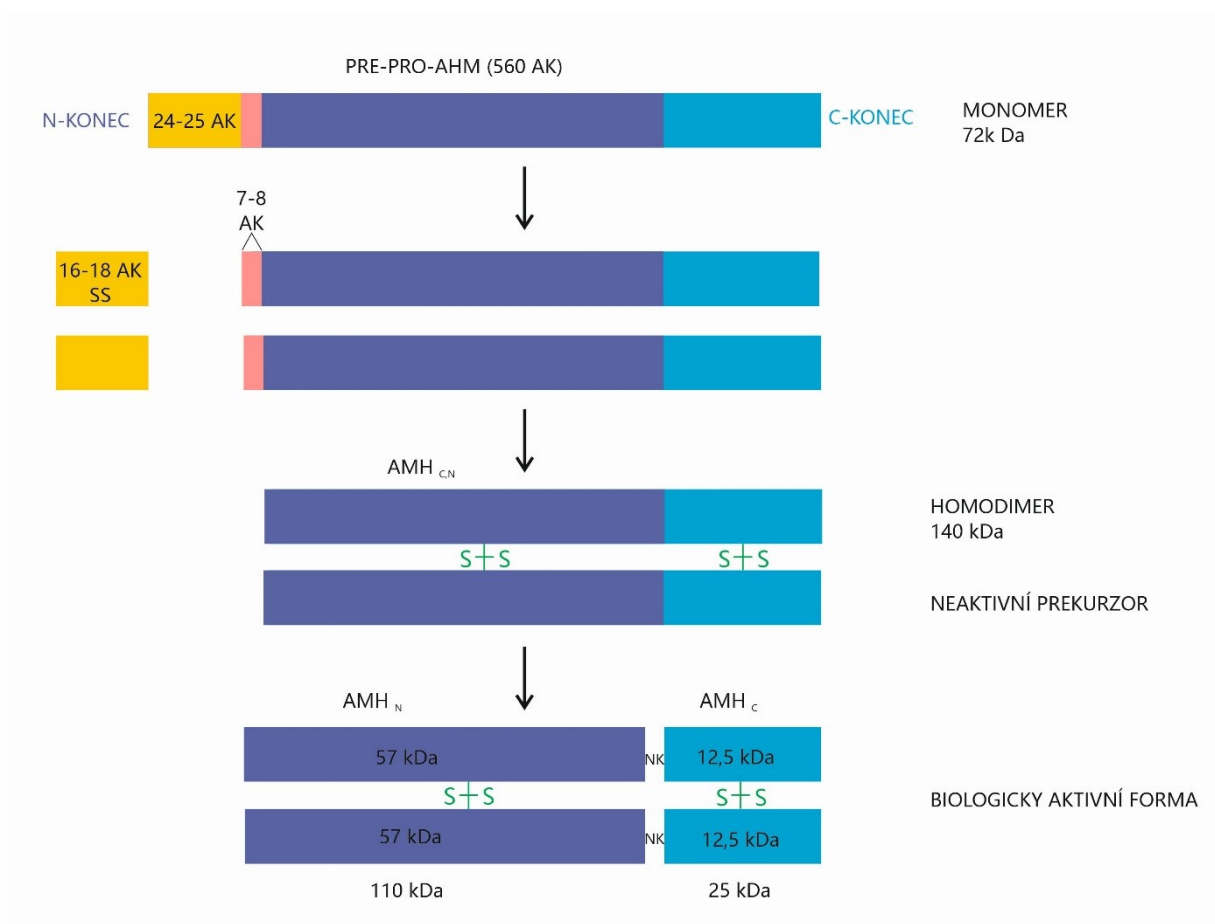 PRE-PRO-AHM (560 AK)
N-KONEC
24-25 AK
C-KONEC
MONOMER
72k Da
7-8
AK
16-18 AK
SS
AMH C,N
HOMODIMER
140 kDa
S S
S S
NEAKTIVNÍ PREKURZOR
AMH N
AMH C
57 kDa
NK
12,5 kDa
S S
S S
BIOLOGICKY AKTIVNÍ FORMA
57 kDa
NK
12,5 kDa
110 kDa
25 kDa